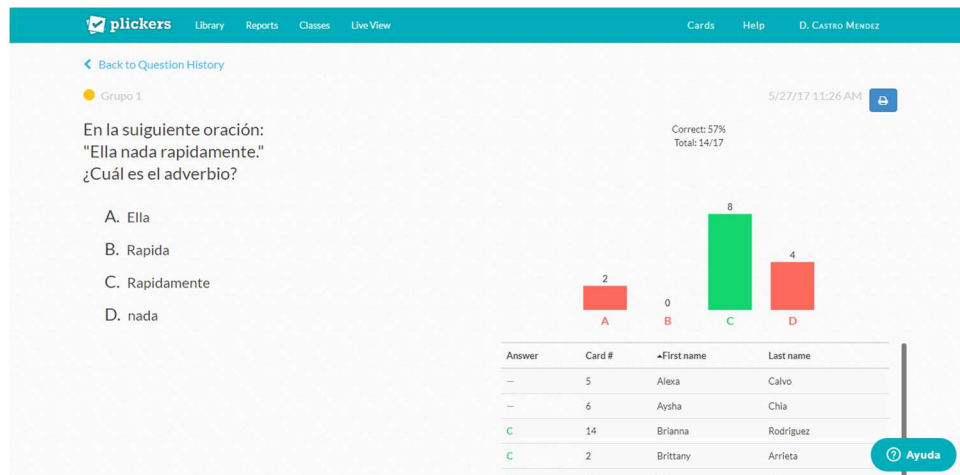 plickers Library Reports Classes Live View Cards Help D. Castro Mendez
Back to Question History
Grupo 1
5/27/17 11:26 AM
En la suiguiente oración:
"Ella nada rapidamente."
¿Cuál es el adverbio?
A. Ella
B. Rapida
C. Rapidamente
D. nada
Correct: 57%
Total: 14/17
8
4
2
0
A B C D
Answer Card # First name Last name
— 5 Alexa Calvo
— 6 Aysha Chia
C 14 Brianna Rodriguez
C 2 Brittany Arrieta
Ayuda